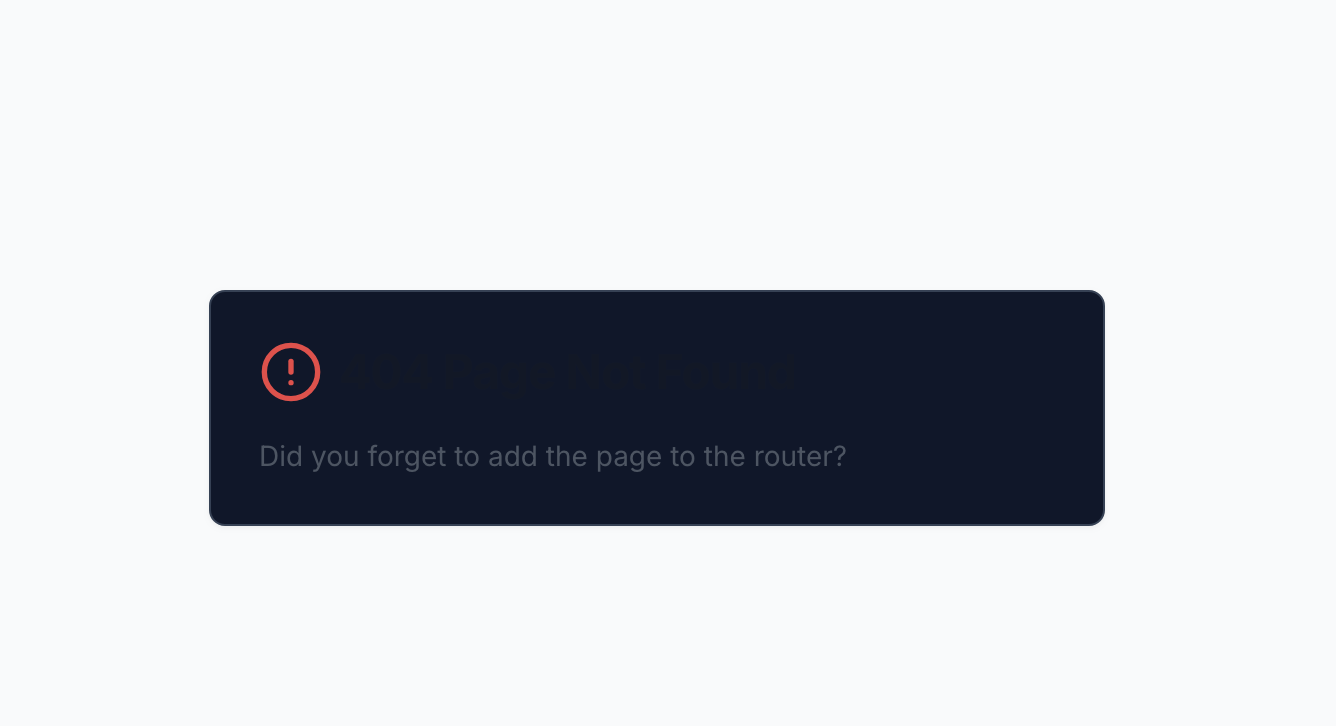 404 Page Not Found
Did you forget to add the page to the router?